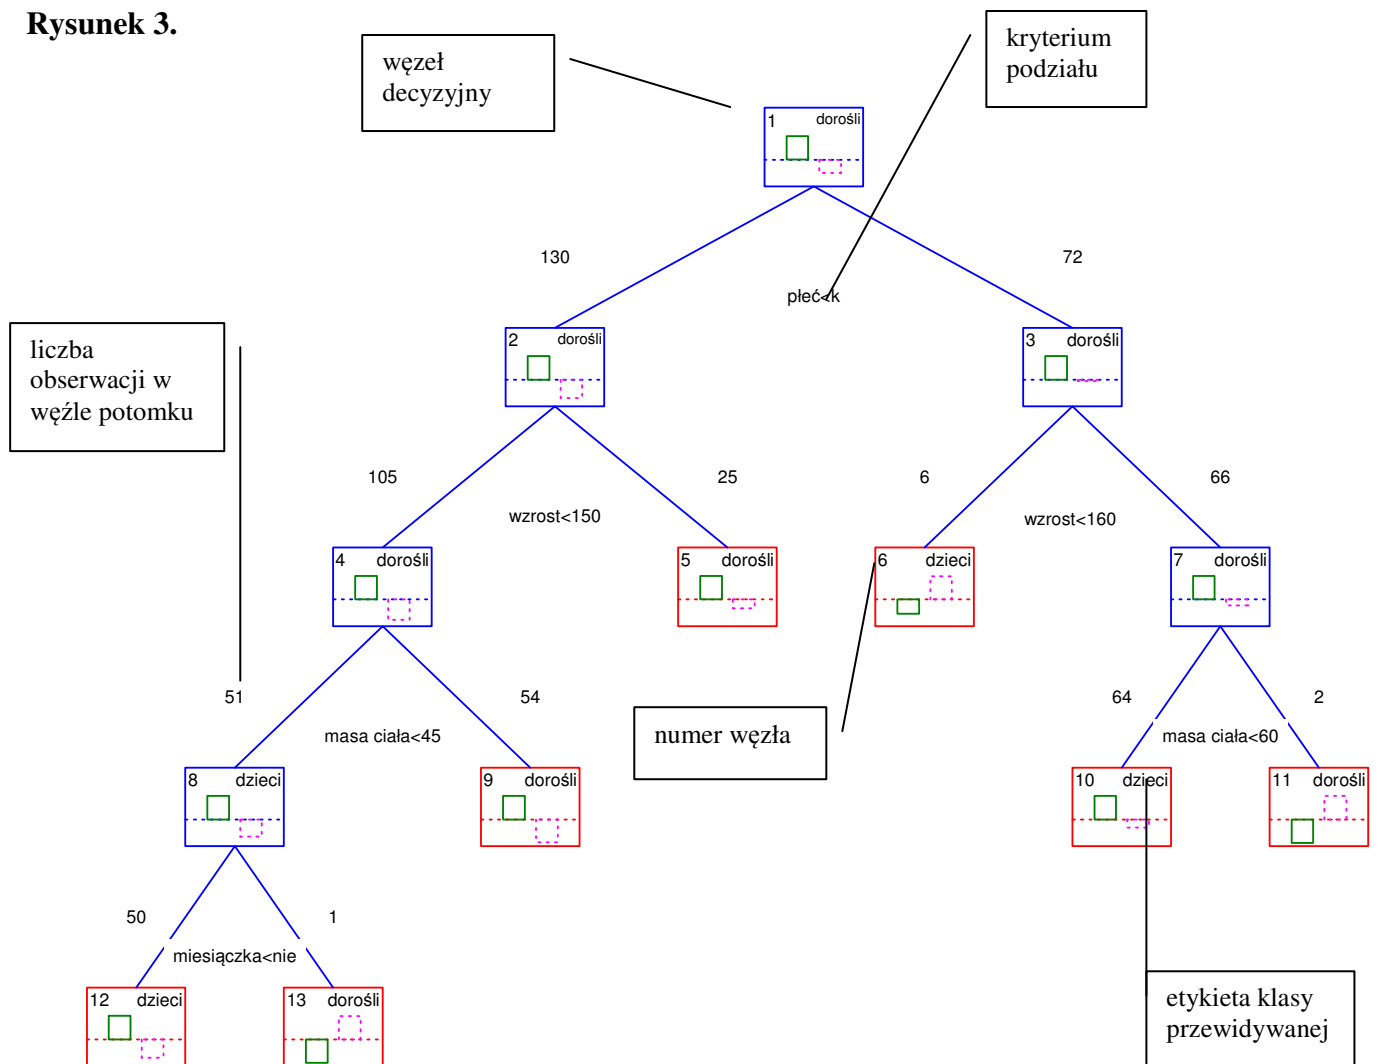 Rysunek 3.
węzeł
decyzyjny
kryterium
podziału
1 dorośli
130
72
płeć<k
liczba
obserwacji w
węźle potomku
2 dorośli
3 dorośli
105
25
6
66
wzrost<150
wzrost<160
4 dorośli
5 dorośli
6 dzieci
7 dorośli
51
54
64
2
masa ciała<45
numer węzła
masa ciała<60
8 dzieci
9 dorośli
10 dzieci
11 dorośli
50
1
miesiączka<nie
12 dzieci
13 dorośli
etykieta klasy
przewidywanej